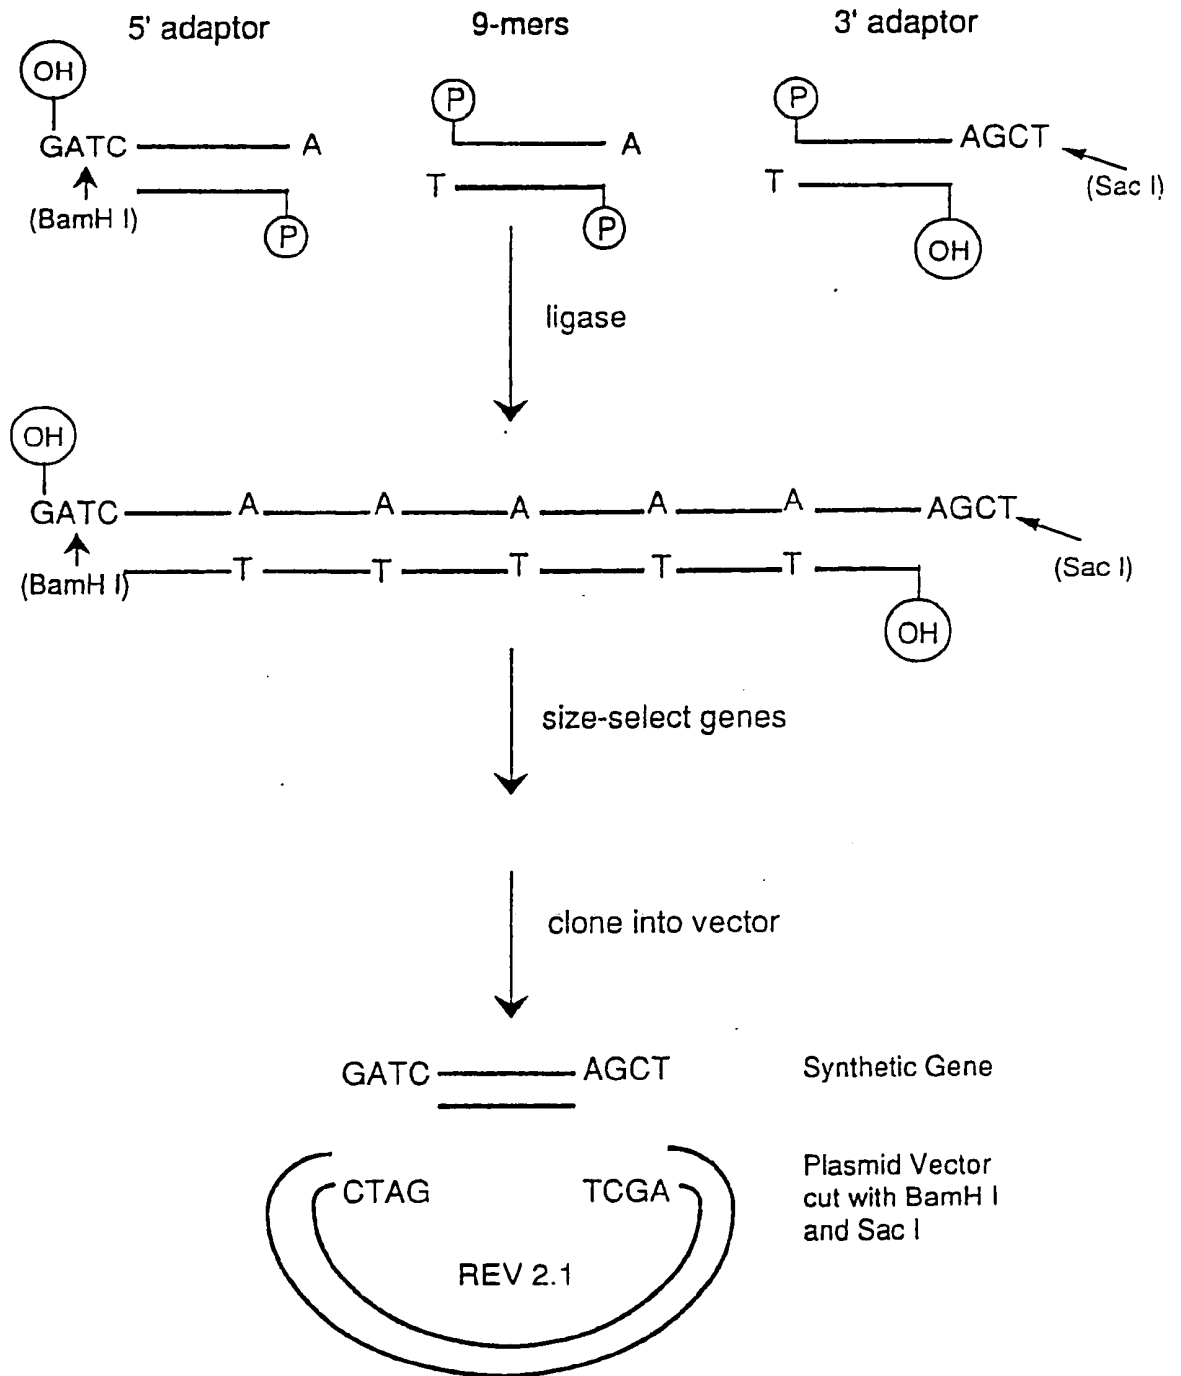 5' adaptor
9-mers
3' adaptor
OH
P
P
GATC
A
A
AGCT
T
T
(Sac I)
(BamH I)
P
P
OH
ligase
OH
GATC
A
A
A
A
A
AGCT
(BamH I)
T
T
T
T
T
(Sac I)
OH
size-select genes
clone into vector
GATC
AGCT
Synthetic Gene
CTAG
TCGA
Plasmid Vector
cut with BamH I
and Sac I
REV 2.1